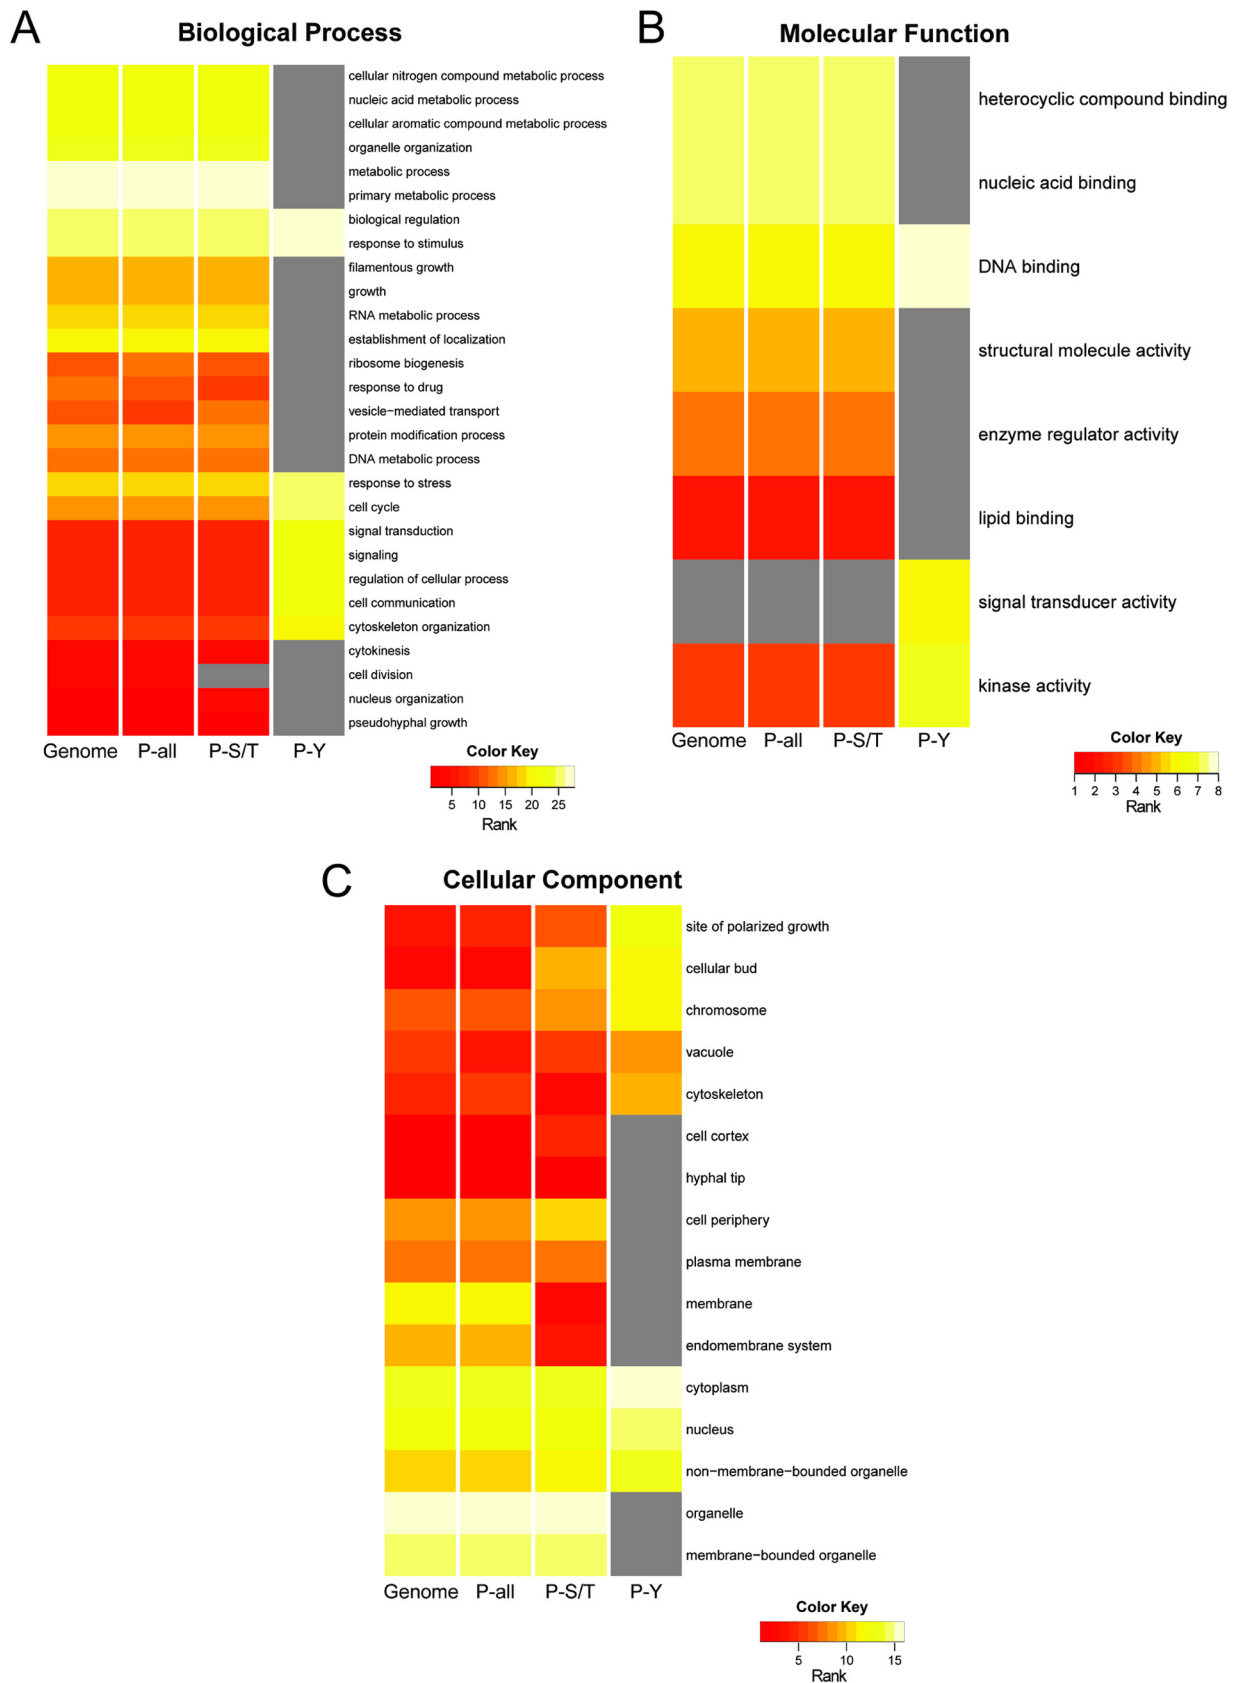 A
Biological Process
cellular nitrogen compound metabolic process
nucleic acid metabolic process
cellular aromatic compound metabolic process
organelle organization
metabolic process
primary metabolic process
biological regulation
response to stimulus
filamentous growth
growth
RNA metabolic process
establishment of localization
ribosome biogenesis
response to drug
vesicle−mediated transport
protein modification process
DNA metabolic process
response to stress
cell cycle
signal transduction
signaling
regulation of cellular process
cell communication
cytoskeleton organization
cytokinesis
cell division
nucleus organization
pseudohyphal growth
Genome P-all P-S/T P-Y
Color Key
5 10 15 20 25
Rank
B
Molecular Function
heterocyclic compound binding
nucleic acid binding
DNA binding
structural molecule activity
enzyme regulator activity
lipid binding
signal transducer activity
kinase activity
Genome P-all P-S/T P-Y
Color Key
1 2 3 4 5 6 7 8
Rank
C
Cellular Component
site of polarized growth
cellular bud
chromosome
vacuole
cytoskeleton
cell cortex
hyphal tip
cell periphery
plasma membrane
membrane
endomembrane system
cytoplasm
nucleus
non−membrane−bounded organelle
organelle
membrane−bounded organelle
Genome P-all P-S/T P-Y
Color Key
5 10 15
Rank